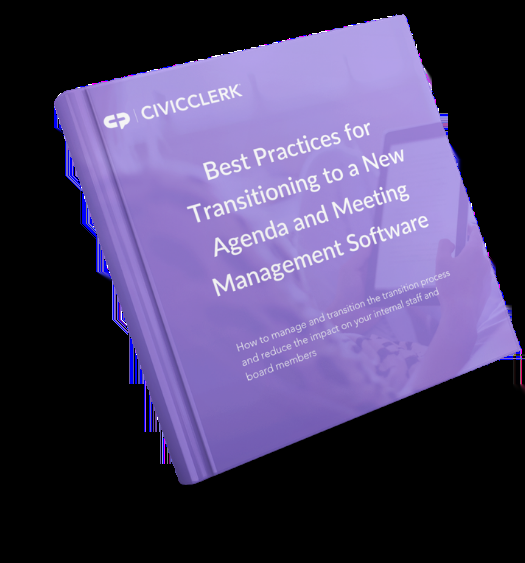 CP | CIVICCLERK
Best Practices for
Transitioning to a New
Agenda and Meeting
Management Software
How to manage and transition the transition process
and reduce the impact on your internal staff and
board members